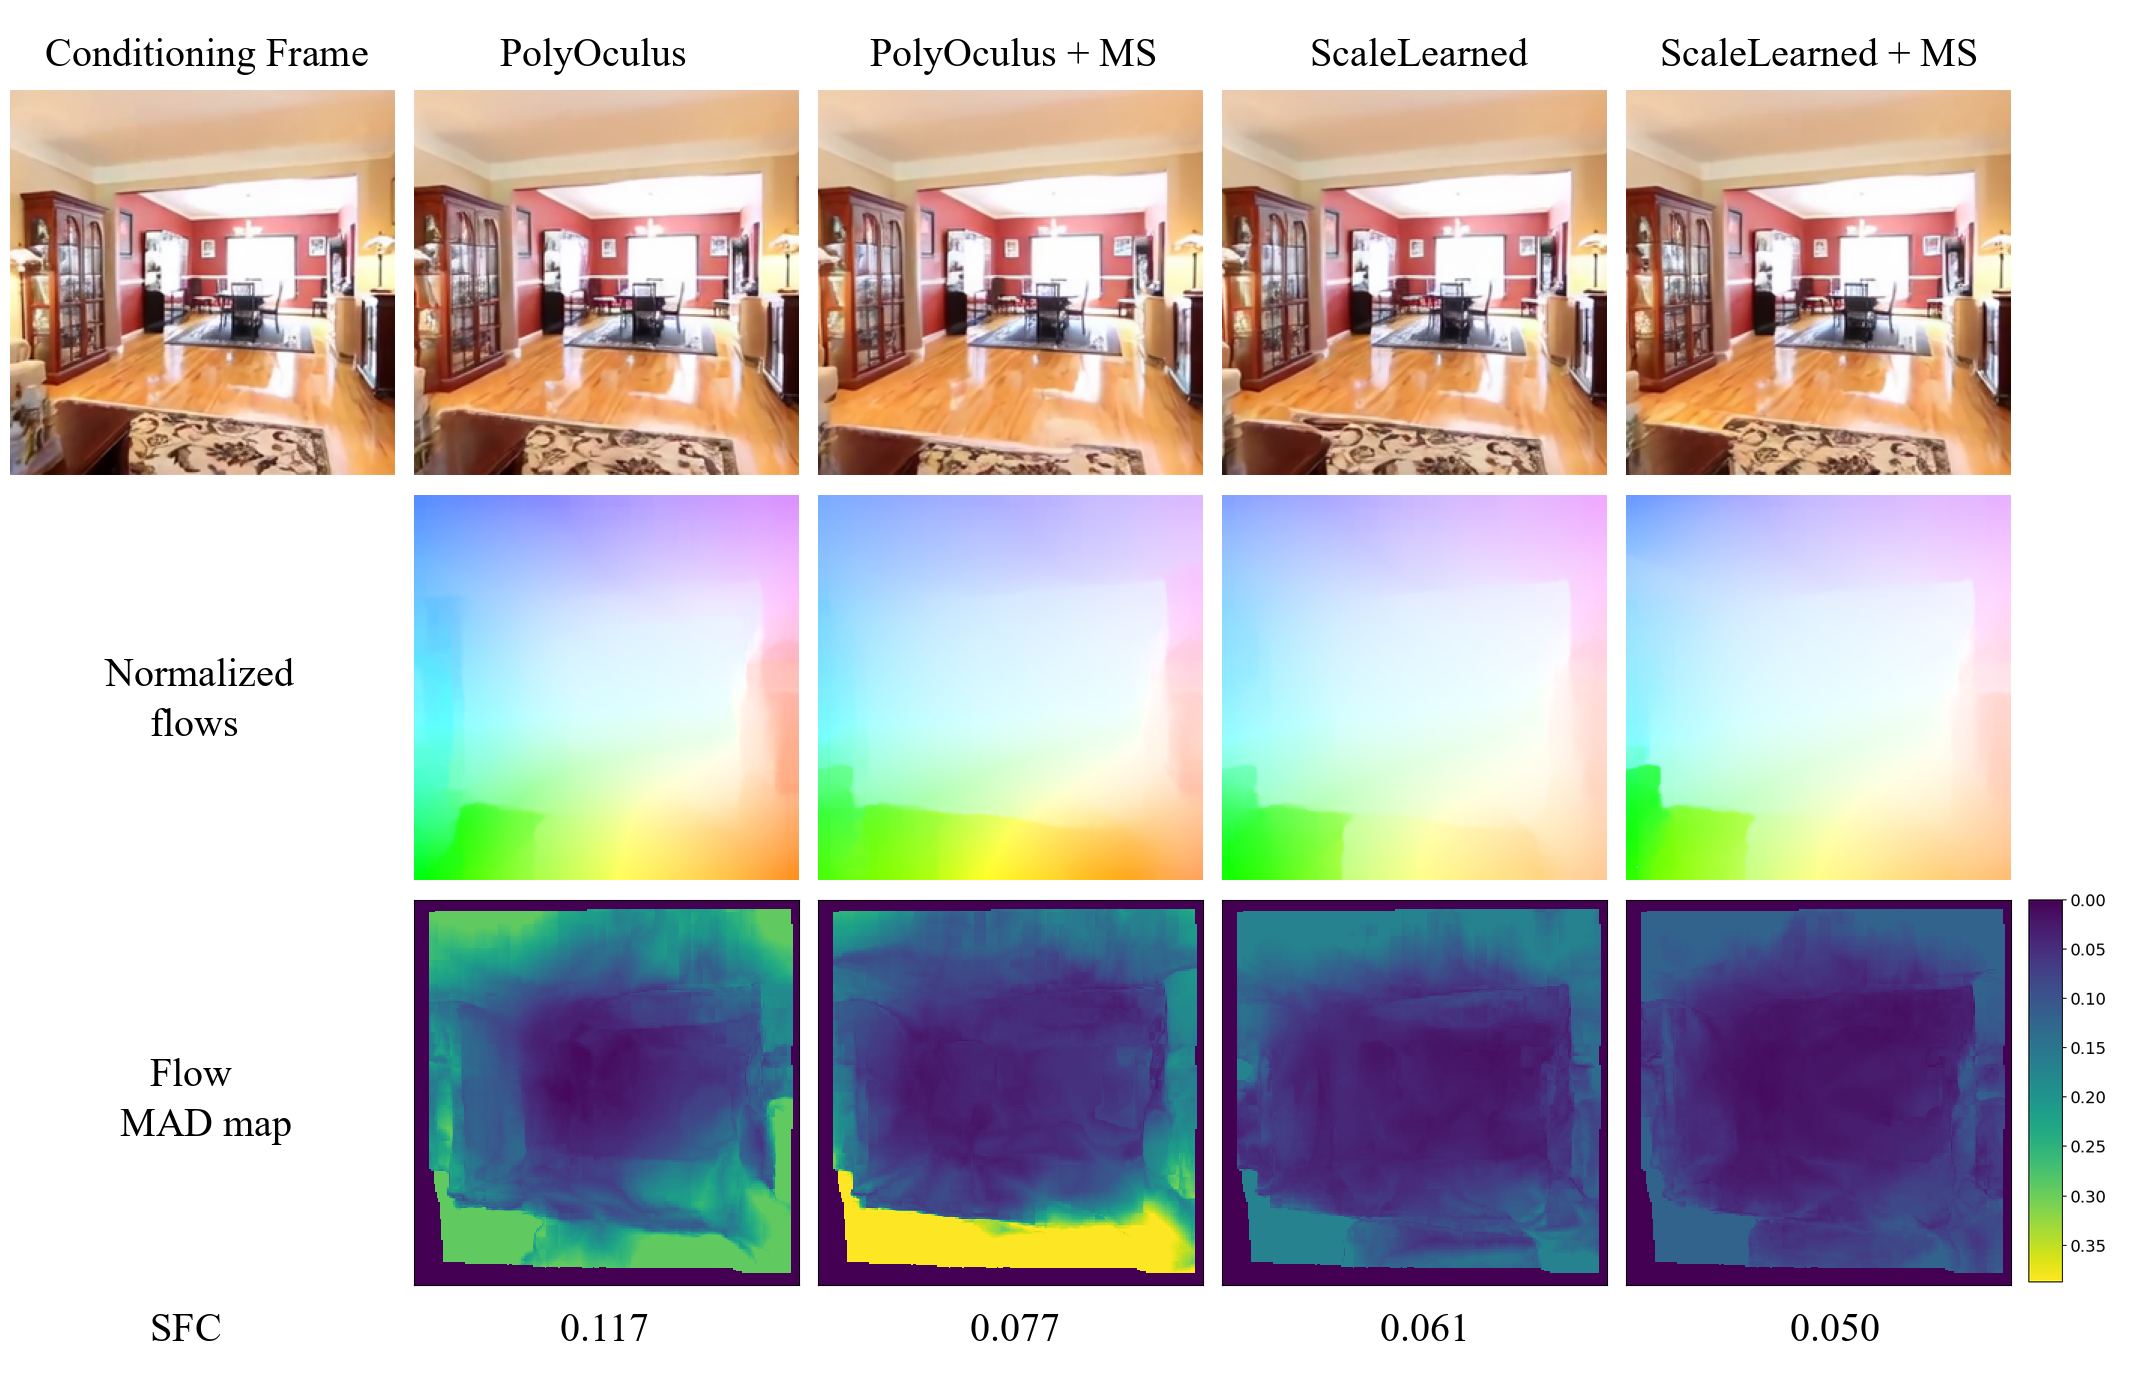 Conditioning Frame
PolyOculus
PolyOculus + MS
ScaleLearned
ScaleLearned + MS
Normalized
flows
Flow
MAD map
0.00
0.05
0.10
0.15
0.20
0.25
0.30
0.35
SFC
0.117
0.077
0.061
0.050